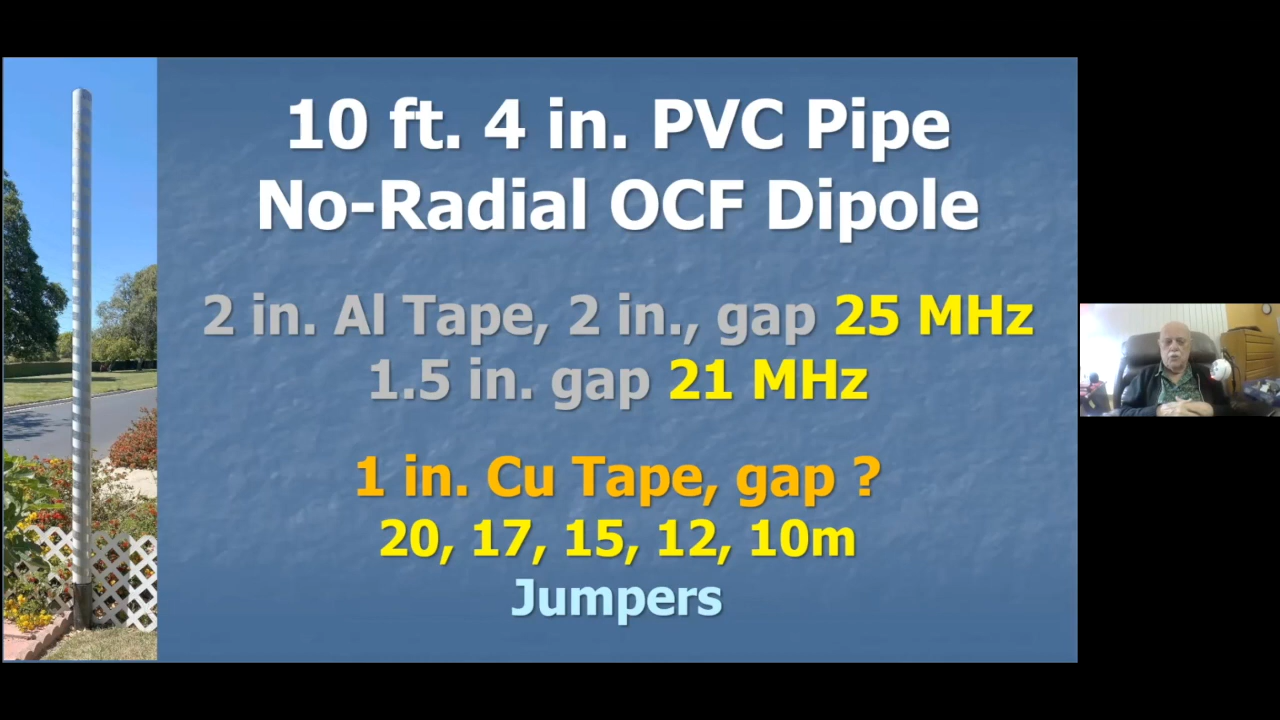 10 ft. 4 in. PVC Pipe
No-Radial OCF Dipole
2 in. Al Tape, 2 in., gap 25 MHz
1.5 in. gap 21 MHz
1 in. Cu Tape, gap ?
20, 17, 15, 12, 10m
Jumpers